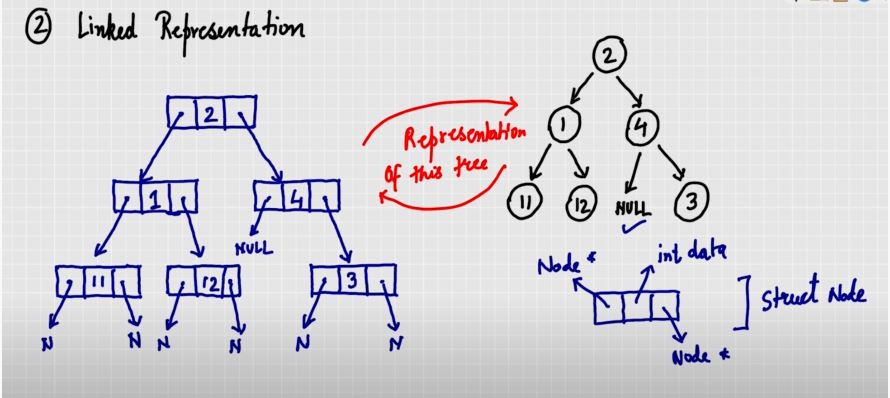 ② Linked Representation
2
1 4
NULL
11 12 3
N N N N N N
Representation
Of this tree
2
1 4
11 12 NULL 3
Node * int data
Struct Node
Node *